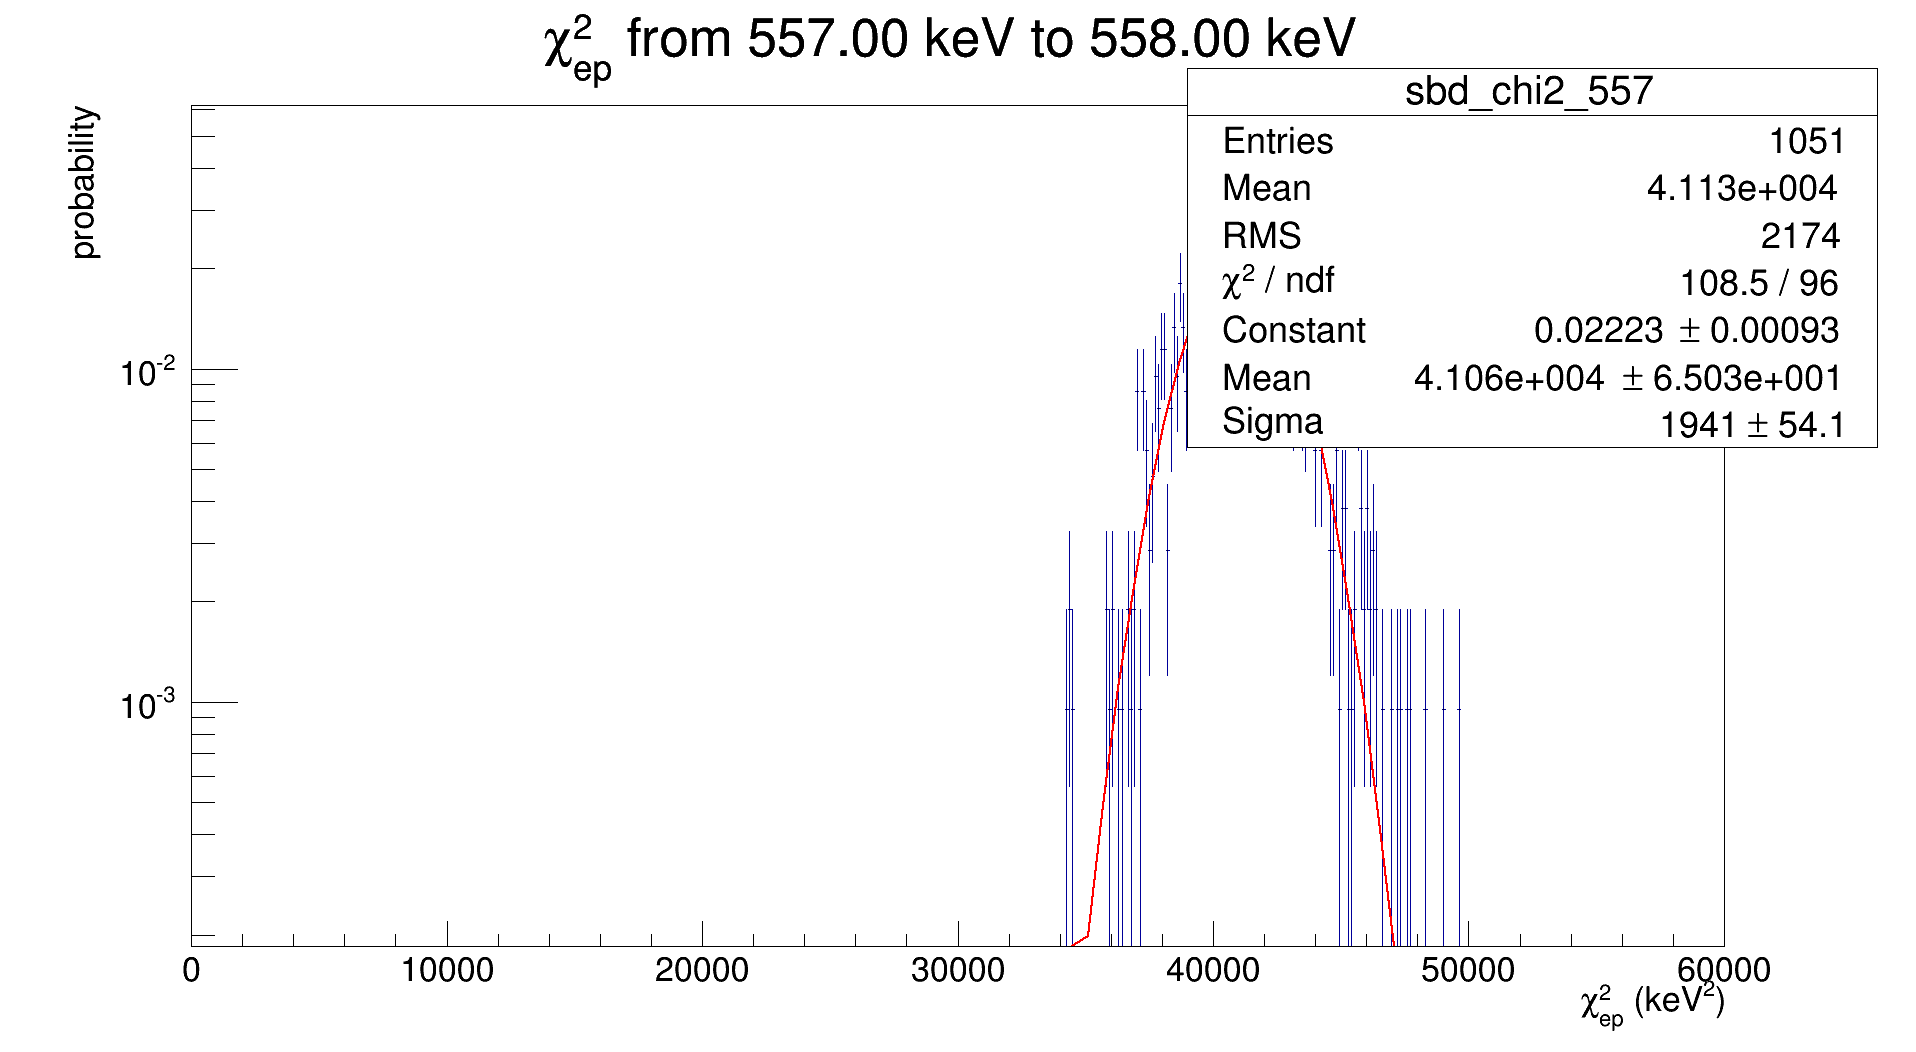 χ²ep from 557.00 keV to 558.00 keV
sbd_chi2_557
Entries 1051
Mean 4.113e+004
RMS 2174
χ² / ndf 108.5 / 96
Constant 0.02223 ± 0.00093
Mean 4.106e+004 ± 6.503e+001
Sigma 1941 ± 54.1
probability
10⁻²
10⁻³
0 10000 20000 30000 40000 50000 60000
χ²ep (keV²)